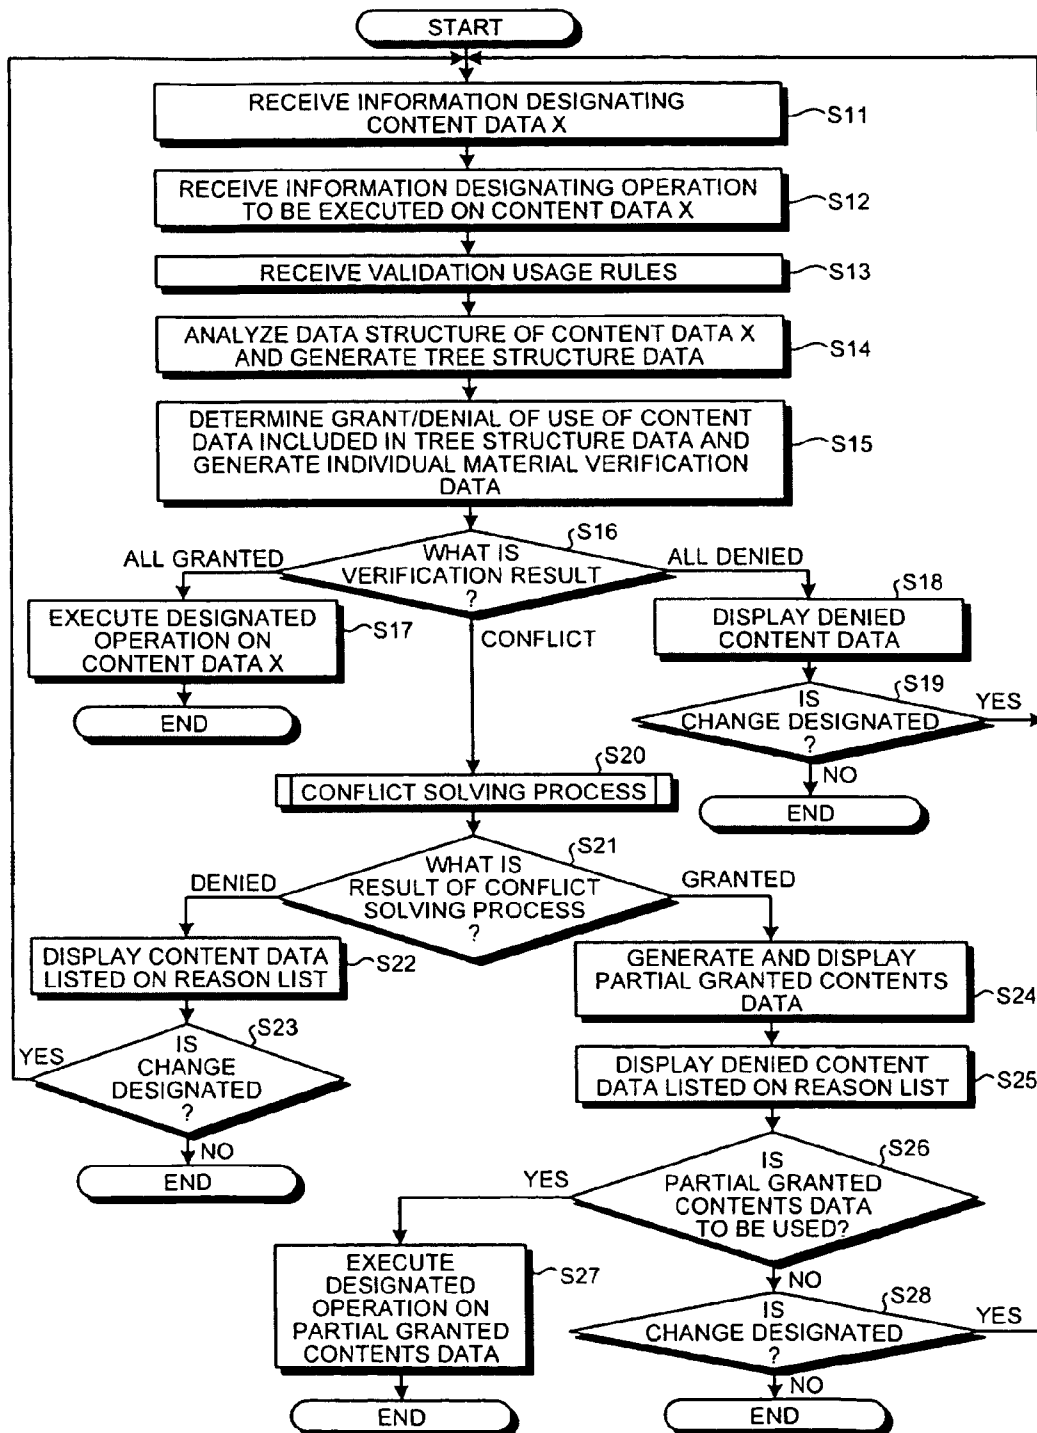 START
RECEIVE INFORMATION DESIGNATING
CONTENT DATA X
S11
RECEIVE INFORMATION DESIGNATING OPERATION
TO BE EXECUTED ON CONTENT DATA X
S12
RECEIVE VALIDATION USAGE RULES
S13
ANALYZE DATA STRUCTURE OF CONTENT DATA X
AND GENERATE TREE STRUCTURE DATA
S14
DETERMINE GRANT/DENIAL OF USE OF CONTENT
DATA INCLUDED IN TREE STRUCTURE DATA AND
GENERATE INDIVIDUAL MATERIAL VERIFICATION
DATA
S15
S16
WHAT IS
VERIFICATION RESULT
?
ALL GRANTED
ALL DENIED
CONFLICT
EXECUTE DESIGNATED
OPERATION ON
CONTENT DATA X
S17
END
S18
DISPLAY DENIED
CONTENT DATA
S19
IS
CHANGE DESIGNATED
?
YES
NO
END
S20
CONFLICT SOLVING PROCESS
S21
WHAT IS
RESULT OF CONFLICT
SOLVING PROCESS
?
DENIED
GRANTED
DISPLAY CONTENT DATA
LISTED ON REASON LIST
S22
S23
IS
CHANGE
DESIGNATED
?
YES
NO
END
GENERATE AND DISPLAY
PARTIAL GRANTED CONTENTS
DATA
S24
DISPLAY DENIED CONTENT
DATA LISTED ON REASON LIST
S25
S26
IS
PARTIAL GRANTED
CONTENTS DATA
TO BE USED?
YES
NO
EXECUTE
DESIGNATED
OPERATION ON
PARTIAL GRANTED
CONTENTS DATA
S27
END
S28
IS
CHANGE DESIGNATED
?
YES
NO
END